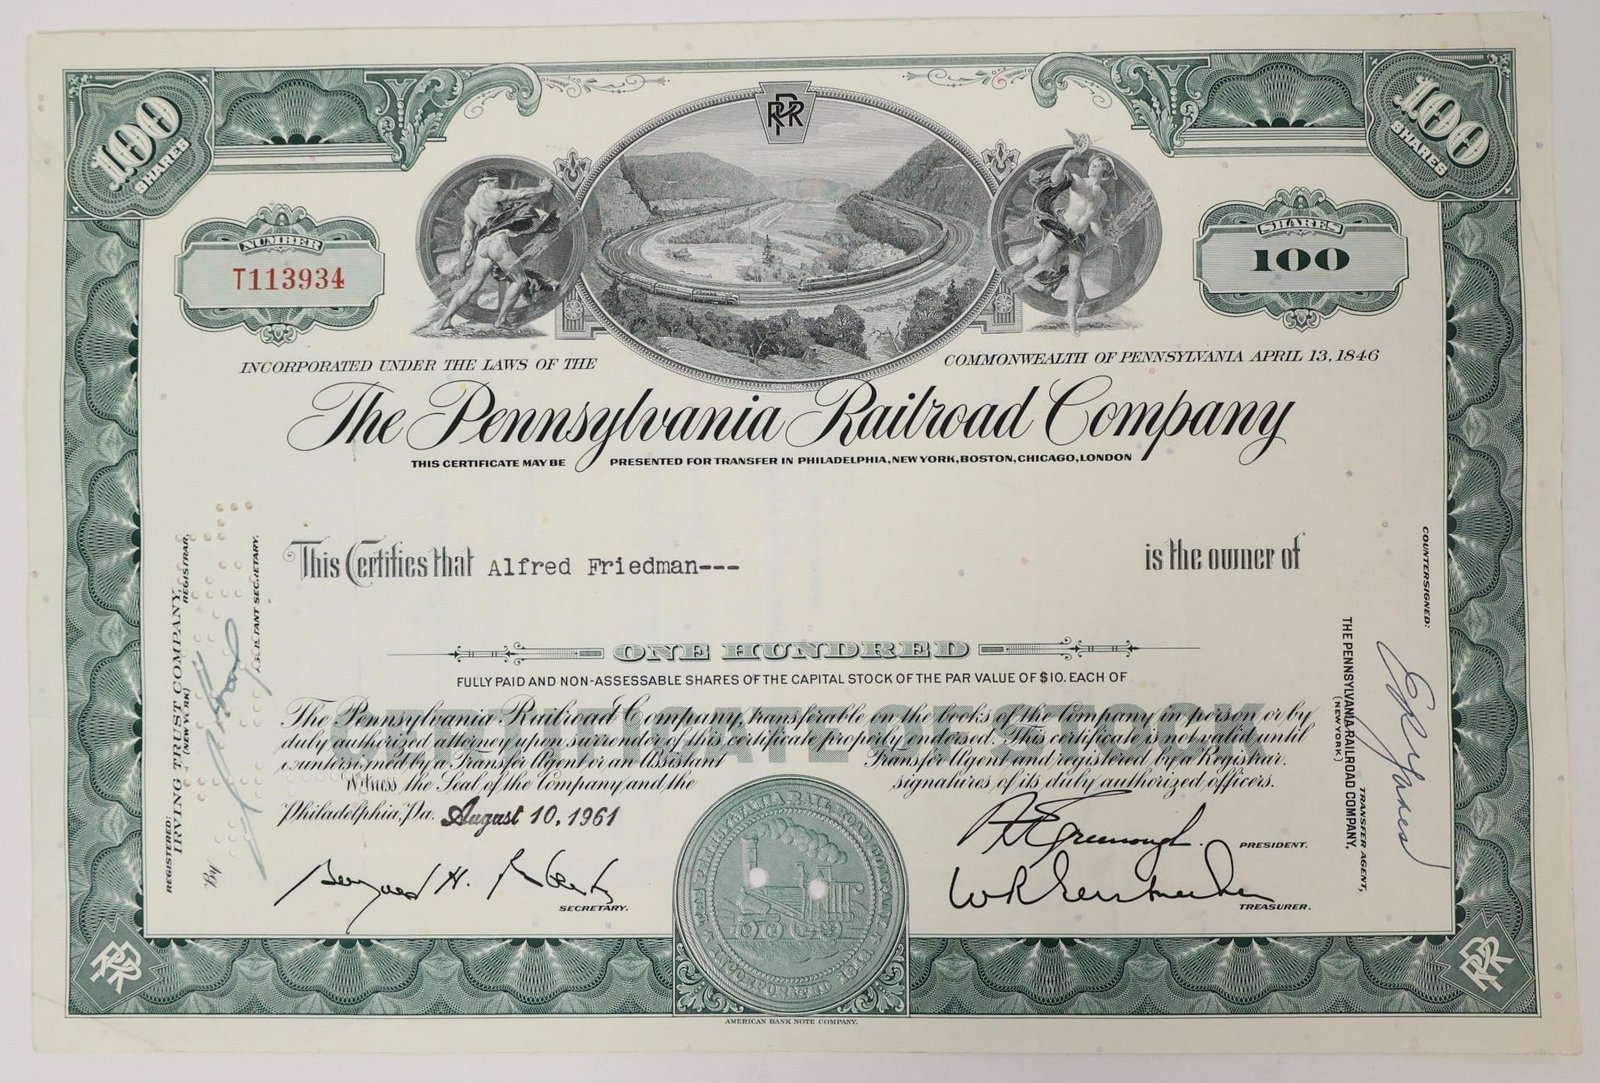 100 SHARES
PRR
100 SHARES
NUMBER
T113934
SHARES
100
INCORPORATED UNDER THE LAWS OF THE COMMONWEALTH OF PENNSYLVANIA APRIL 13, 1846
The Pennsylvania Railroad Company
THIS CERTIFICATE MAY BE PRESENTED FOR TRANSFER IN PHILADELPHIA, NEW YORK, BOSTON, CHICAGO, LONDON
This Certifies that Alfred Friedman--- is the owner of
ONE HUNDRED
FULLY PAID AND NON-ASSESSABLE SHARES OF THE CAPITAL STOCK OF THE PAR VALUE OF $10. EACH OF
CERTIFICATE OF STOCK
The Pennsylvania Railroad Company, transferable on the books of the Company in person or by
duly authorized attorney upon surrender of this certificate properly endorsed. This certificate is not valid until
countersigned by a Transfer Agent or an Assistant Transfer Agent and registered by a Registrar.
Witness the Seal of the Company and the signatures of its duly authorized officers.
Philadelphia, Pa. August 10, 1961
SECRETARY.
PRESIDENT.
TREASURER.
REGISTERED:
IRVING TRUST COMPANY,
(NEW YORK) REGISTRAR,
By
ASSISTANT SECRETARY.
COUNTERSIGNED:
THE PENNSYLVANIA RAILROAD COMPANY,
(NEW YORK) TRANSFER AGENT,
PRR
PRR
AMERICAN BANK NOTE COMPANY.